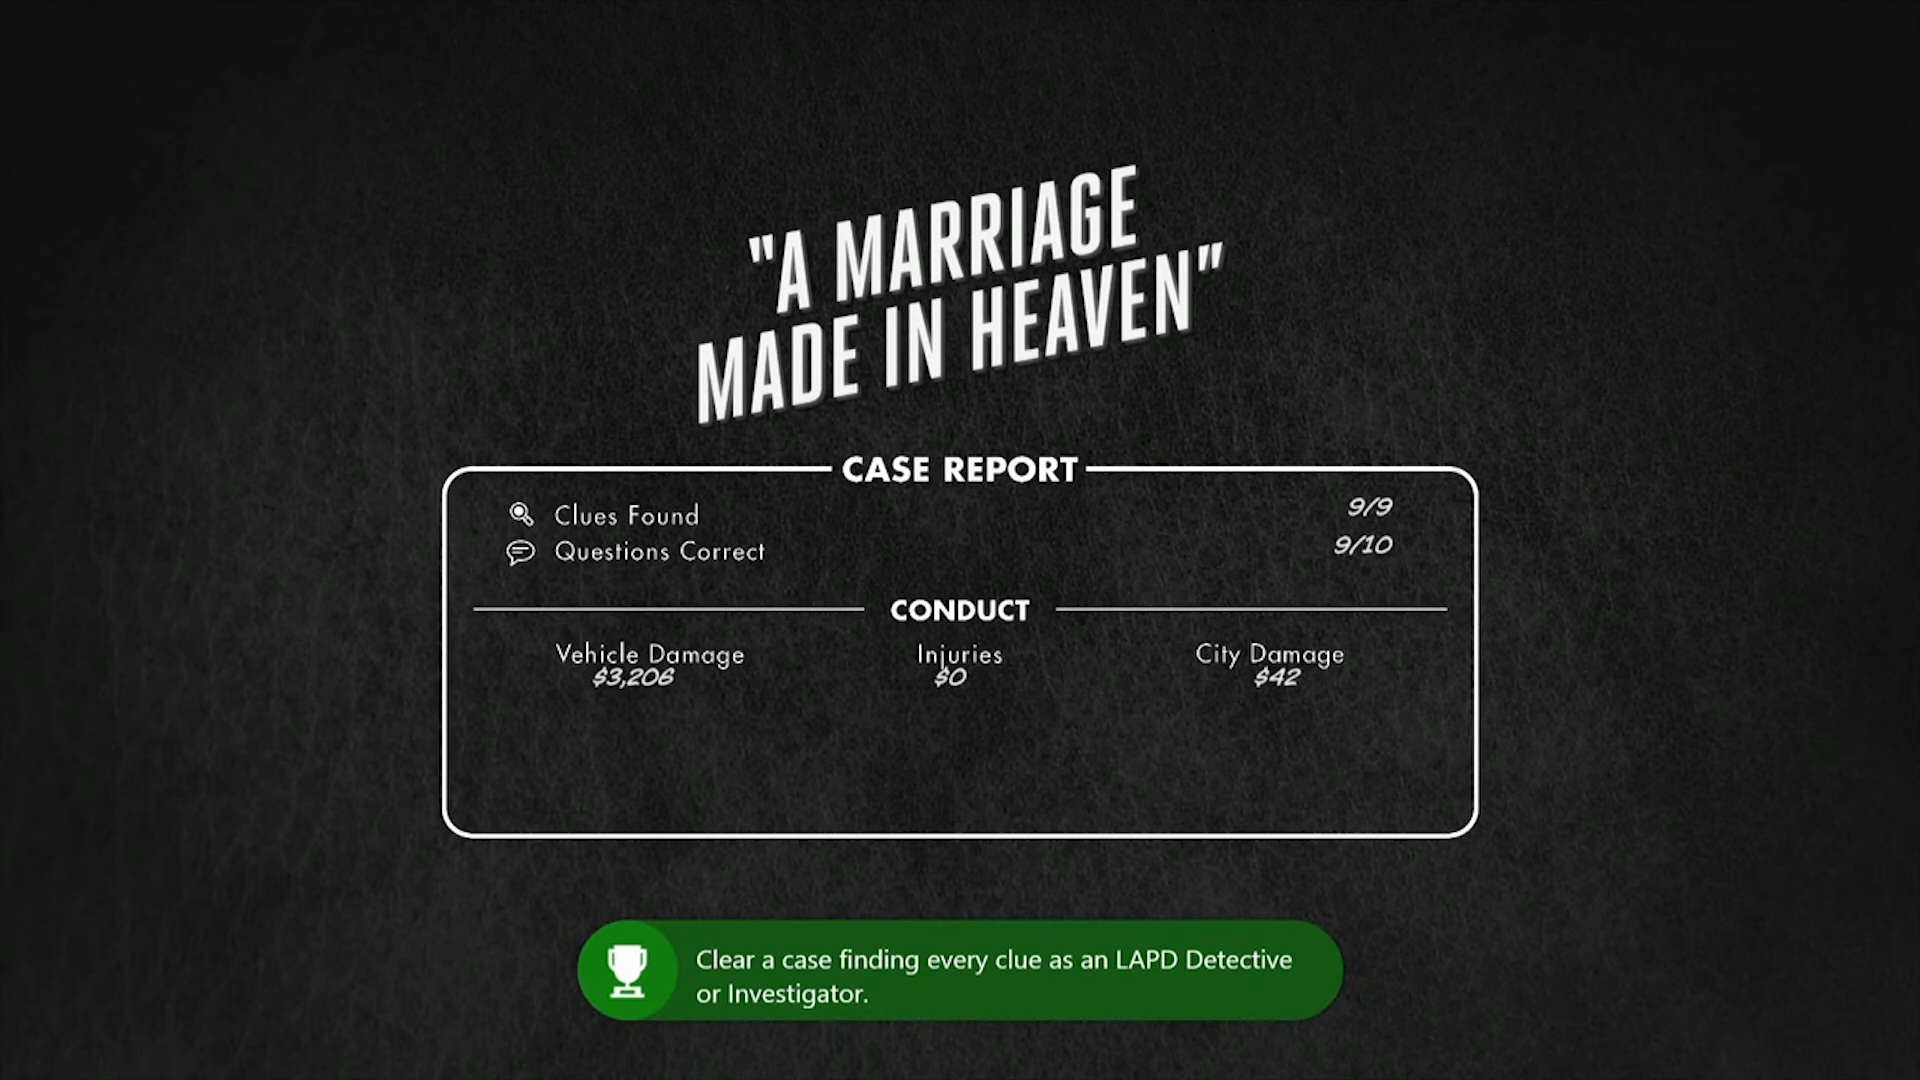 "A MARRIAGE
MADE IN HEAVEN"
CASE REPORT
Clues Found 9/9
Questions Correct 9/10
CONDUCT
Vehicle Damage Injuries City Damage
$3,206 $0 $42
Clear a case finding every clue as an LAPD Detective
or Investigator.